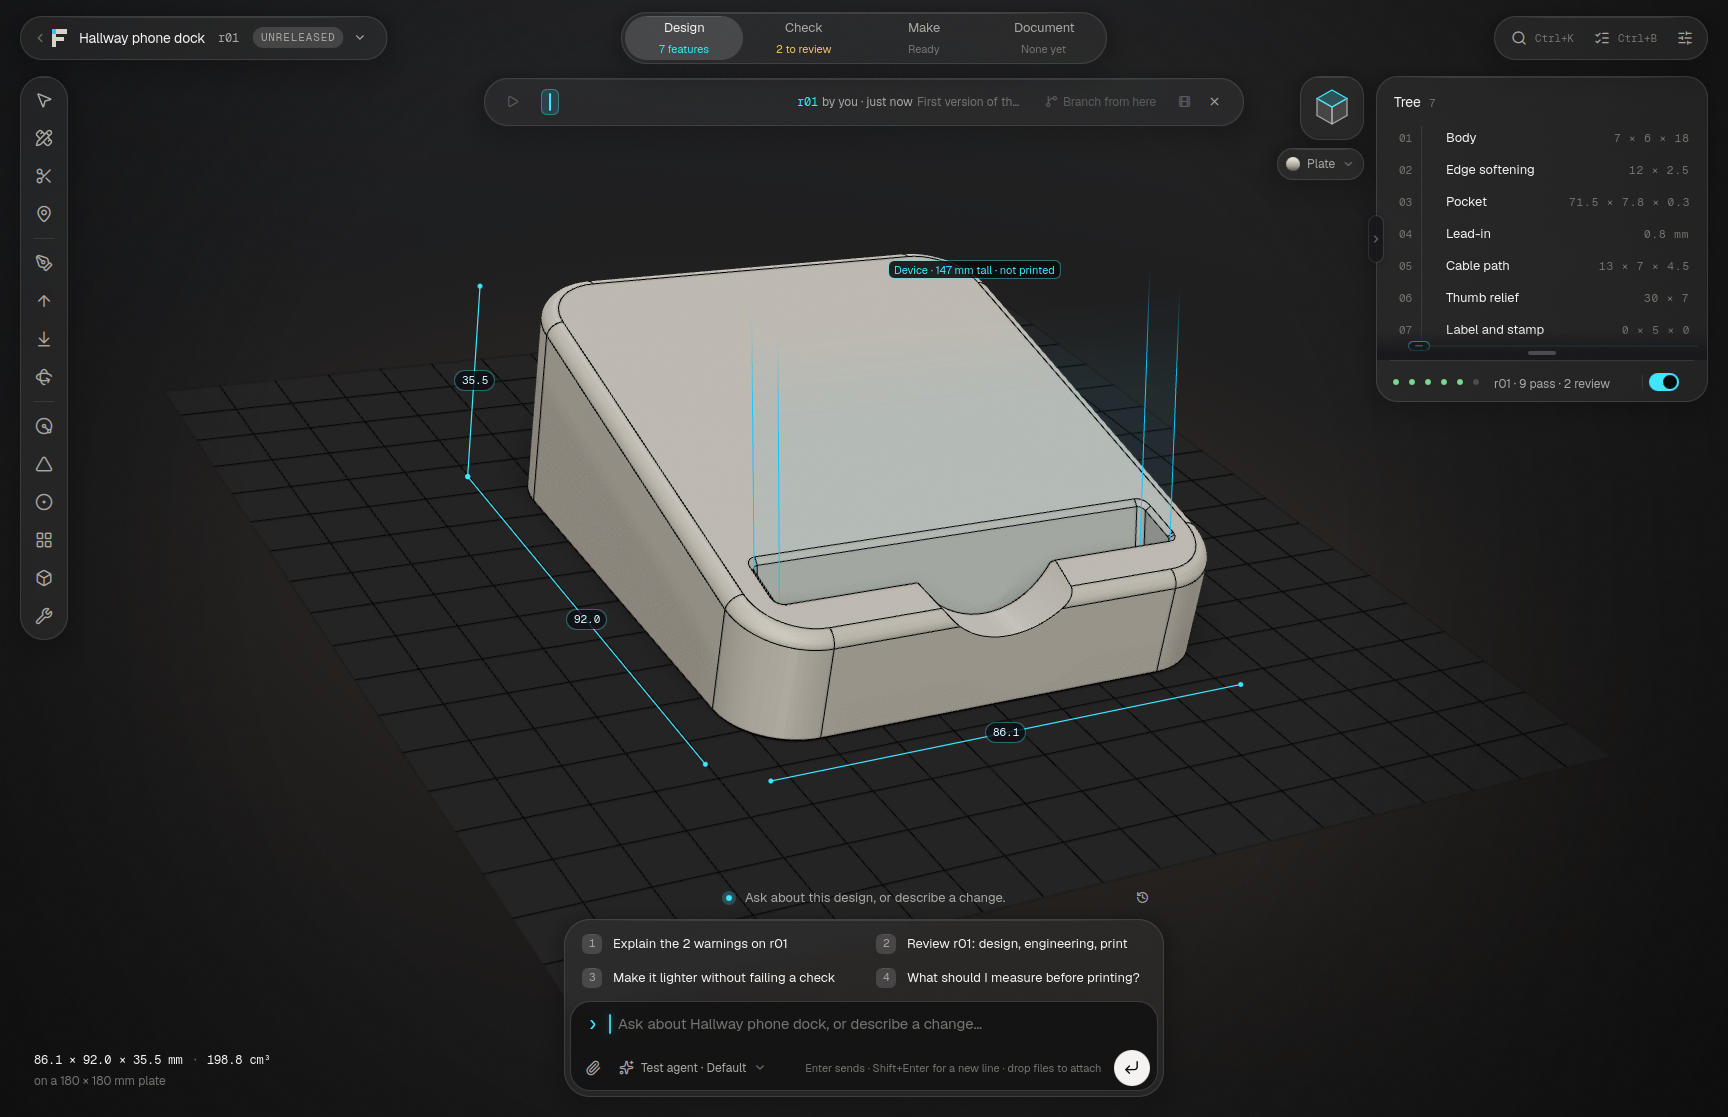 Hallway phone dock r01 UNRELEASED
Design
7 features
Check
2 to review
Make
Ready
Document
None yet
Ctrl+K
Ctrl+B
r01 by you · just now First version of th...
Branch from here
Plate
Tree 7
01 Body 7 × 6 × 18
02 Edge softening 12 × 2.5
03 Pocket 71.5 × 7.8 × 0.3
04 Lead-in 0.8 mm
05 Cable path 13 × 7 × 4.5
06 Thumb relief 30 × 7
07 Label and stamp 0 × 5 × 0
r01 · 9 pass · 2 review
Device · 147 mm tall · not printed
35.5
92.0
86.1
Ask about this design, or describe a change.
1 Explain the 2 warnings on r01
2 Review r01: design, engineering, print
3 Make it lighter without failing a check
4 What should I measure before printing?
Ask about Hallway phone dock, or describe a change...
Test agent · Default
Enter sends · Shift+Enter for a new line · drop files to attach
86.1 × 92.0 × 35.5 mm · 198.8 cm³
on a 180 × 180 mm plate